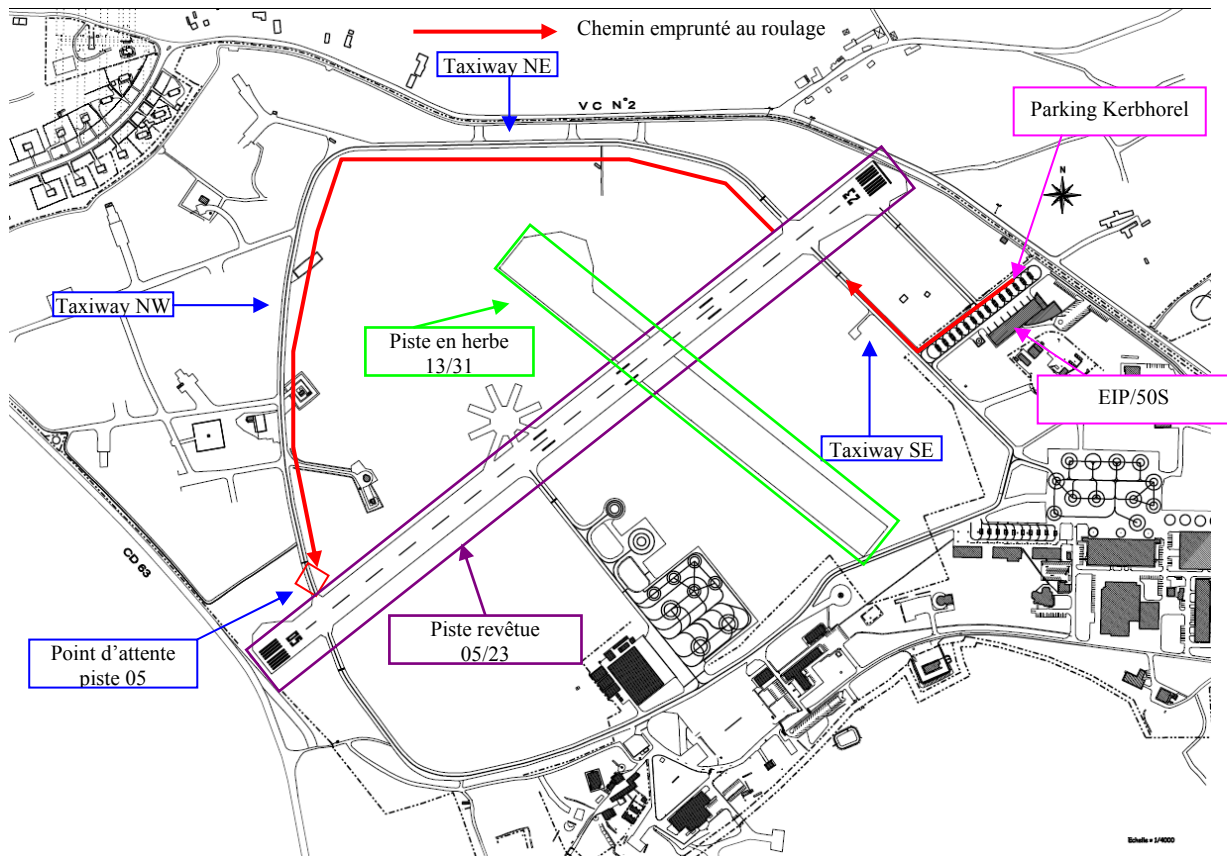 Chemin emprunté au roulage
Taxiway NE
VC N°2
Parking Kerbhorel
N
23
Taxiway NW
Piste en herbe
13/31
EIP/50S
Taxiway SE
CD 63
Point d'attente
piste 05
05
Piste revêtue
05/23
Echelle = 1/4000